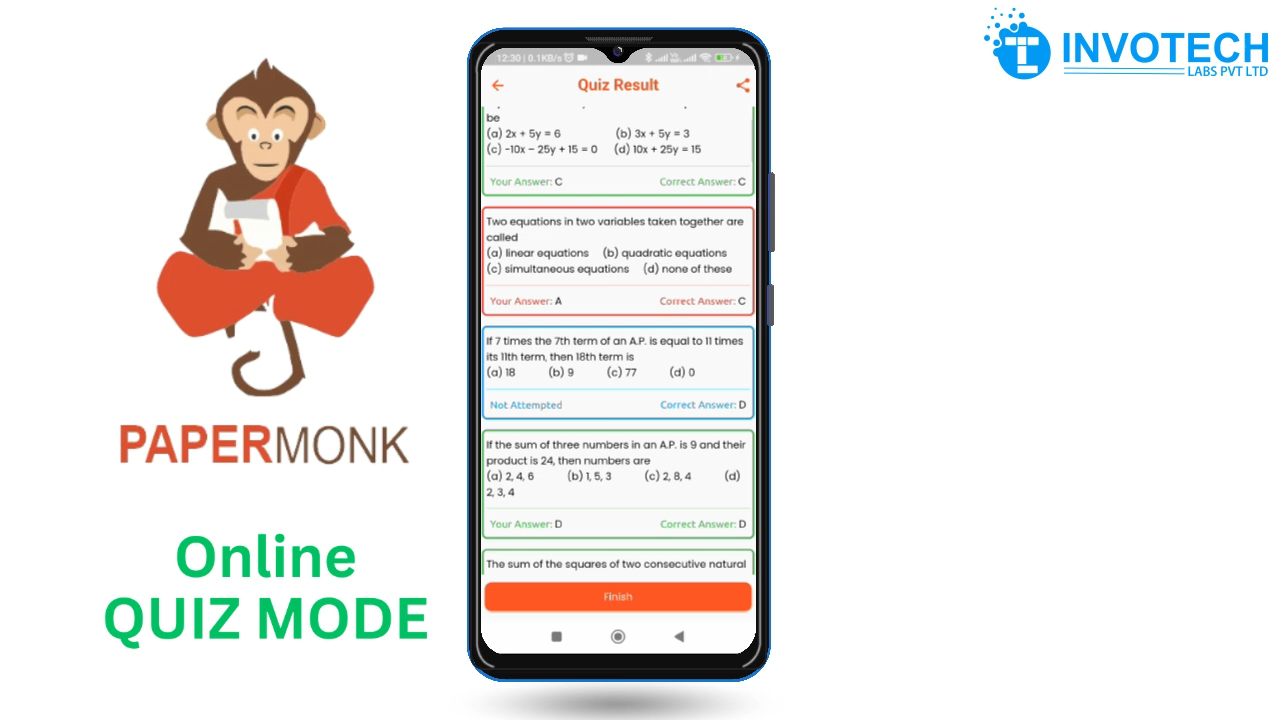 INVOTECH
LABS PVT LTD
12:30 | 0.1KB/s
Quiz Result
be
(a) 2x + 5y = 6 (b) 3x + 5y = 3
(c) -10x – 25y + 15 = 0 (d) 10x + 25y = 15
Your Answer: C Correct Answer: C
Two equations in two variables taken together are
called
(a) linear equations (b) quadratic equations
(c) simultaneous equations (d) none of these
Your Answer: A Correct Answer: C
If 7 times the 7th term of an A.P. is equal to 11 times
its 11th term, then 18th term is
(a) 18 (b) 9 (c) 77 (d) 0
Not Attempted Correct Answer: D
If the sum of three numbers in an A.P. is 9 and their
product is 24, then numbers are
(a) 2, 4, 6 (b) 1, 5, 3 (c) 2, 8, 4 (d)
2, 3, 4
Your Answer: D Correct Answer: D
The sum of the squares of two consecutive natural
Finish
PAPERMONK
Online
QUIZ MODE